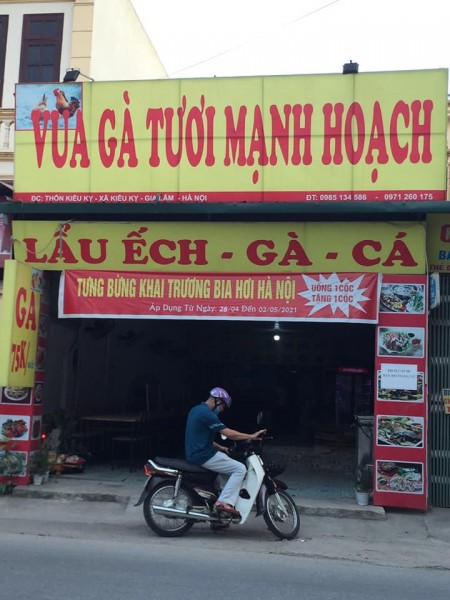 VUA GÀ TƯƠI MẠNH HOẠCH
ĐC: THÔN KIÊU KỴ - XÃ KIÊU KỴ - GIA LÂM - HÀ NỘI
ĐT: 0985 134 586 - 0971 260 175
LẨU ẾCH - GÀ - CÁ
TƯNG BỪNG KHAI TRƯƠNG BIA HƠI HÀ NỘI
UỐNG 1CỐC
TẶNG 1CỐC
Áp Dụng Từ Ngày: 28/04 Đến 02/05/2021
GÀ
75K/